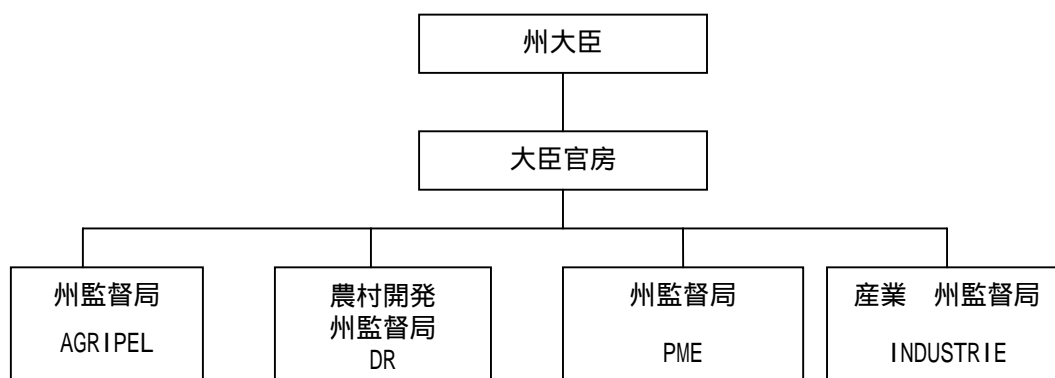 州大臣
大臣官房
州監督局
AGRIPEL
農村開発
州監督局
DR
州監督局
PME
産業　州監督局
INDUSTRIE